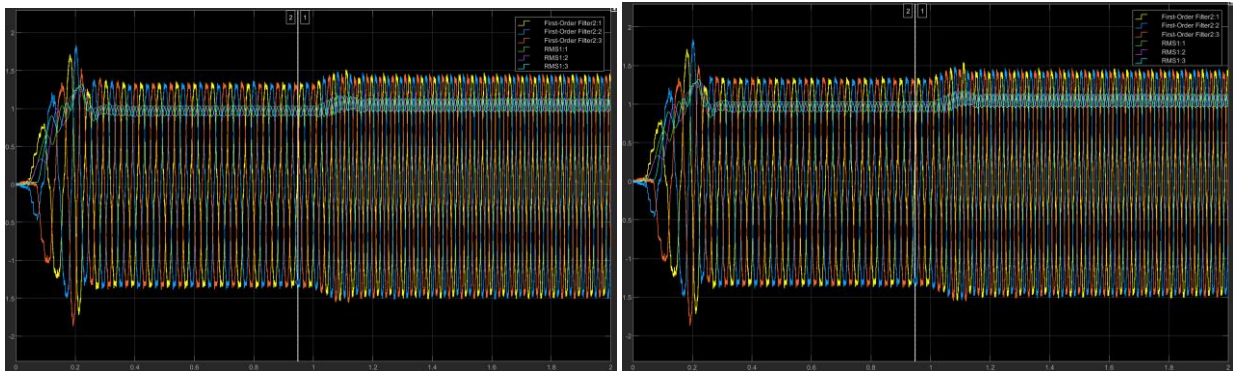 2 1
First-Order Filter2:1
First-Order Filter2:2
First-Order Filter2:3
RMS1:1
RMS1:2
RMS1:3
2
1.5
1
0.5
0
-0.5
-1
-1.5
-2
0 0.2 0.4 0.6 0.8 1 1.2 1.4 1.6 1.8 2
2 1
First-Order Filter2:1
First-Order Filter2:2
First-Order Filter2:3
RMS1:1
RMS1:2
RMS1:3
2
1.5
1
0.5
0
-0.5
-1
-1.5
-2
0 0.2 0.4 0.6 0.8 1 1.2 1.4 1.6 1.8 2